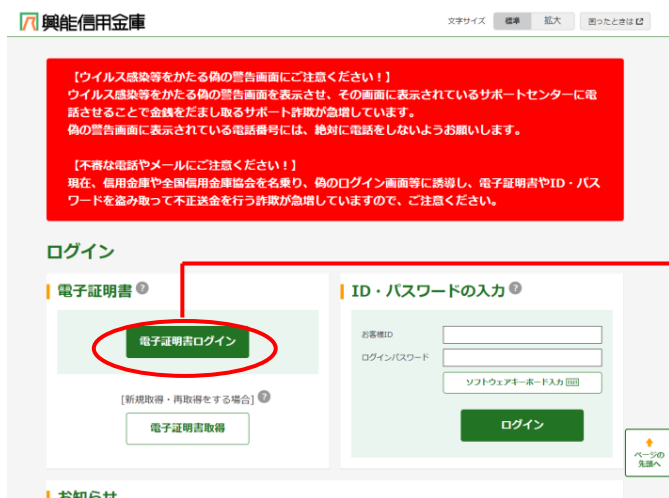 興能信用金庫
文字サイズ 標準 拡大 困ったときは
【ウイルス感染等をかたる偽の警告画面にご注意ください！】
ウイルス感染等をかたる偽の警告画面を表示させ、その画面に表示されているサポートセンターに電
話させることで金銭をだまし取るサポート詐欺が急増しています。
偽の警告画面に表示されている電話番号には、絶対に電話をしないようお願いします。
【不審な電話やメールにご注意ください！】
現在、信用金庫や全国信用金庫協会を名乗り、偽のログイン画面等に誘導し、電子証明書やID・パス
ワードを盗み取って不正送金を行う詐欺が急増していますので、ご注意ください。
ログイン
電子証明書 ?
電子証明書ログイン
[新規取得・再取得をする場合] ?
電子証明書取得
ID・パスワードの入力 ?
お客様ID
ログインパスワード
ソフトウェアキーボード入力
ログイン
ページの
先頭へ
お知らせ